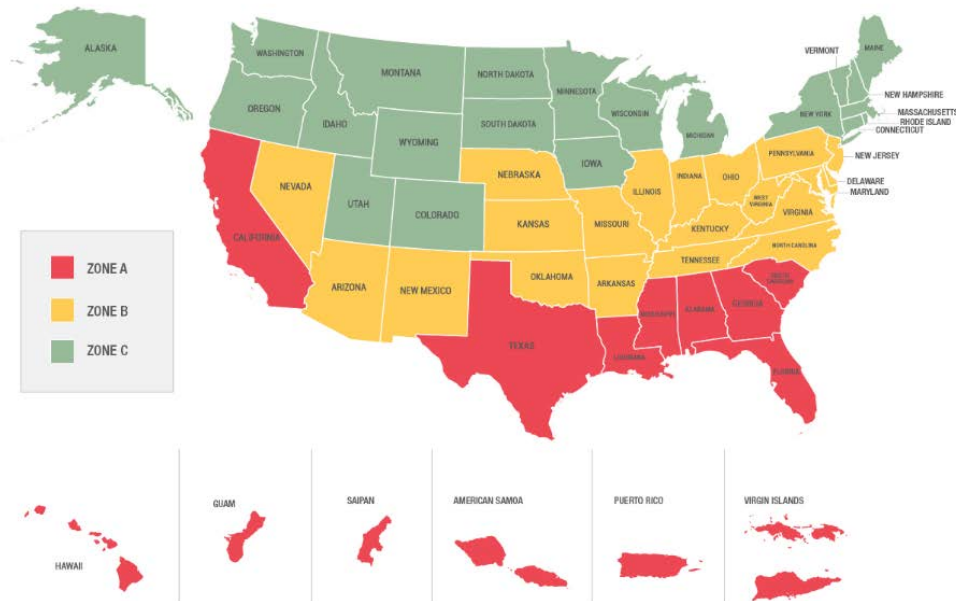 ALASKA
WASHINGTON
MONTANA
NORTH DAKOTA
MINNESOTA
VERMONT
MAINE
OREGON
IDAHO
SOUTH DAKOTA
WISCONSIN
NEW YORK
NEW HAMPSHIRE
MASSACHUSETTS
RHODE ISLAND
CONNECTICUT
WYOMING
MICHIGAN
IOWA
NEBRASKA
PENNSYLVANIA
NEW JERSEY
NEVADA
UTAH
COLORADO
ILLINOIS
INDIANA
OHIO
DELAWARE
MARYLAND
WEST
VIRGINIA
VIRGINIA
CALIFORNIA
KANSAS
MISSOURI
KENTUCKY
NORTH CAROLINA
TENNESSEE
ARIZONA
NEW MEXICO
OKLAHOMA
ARKANSAS
SOUTH
CAROLINA
MISSISSIPPI
ALABAMA
GEORGIA
TEXAS
LOUISIANA
FLORIDA
ZONE A
ZONE B
ZONE C
HAWAII
GUAM
SAIPAN
AMERICAN SAMOA
PUERTO RICO
VIRGIN ISLANDS